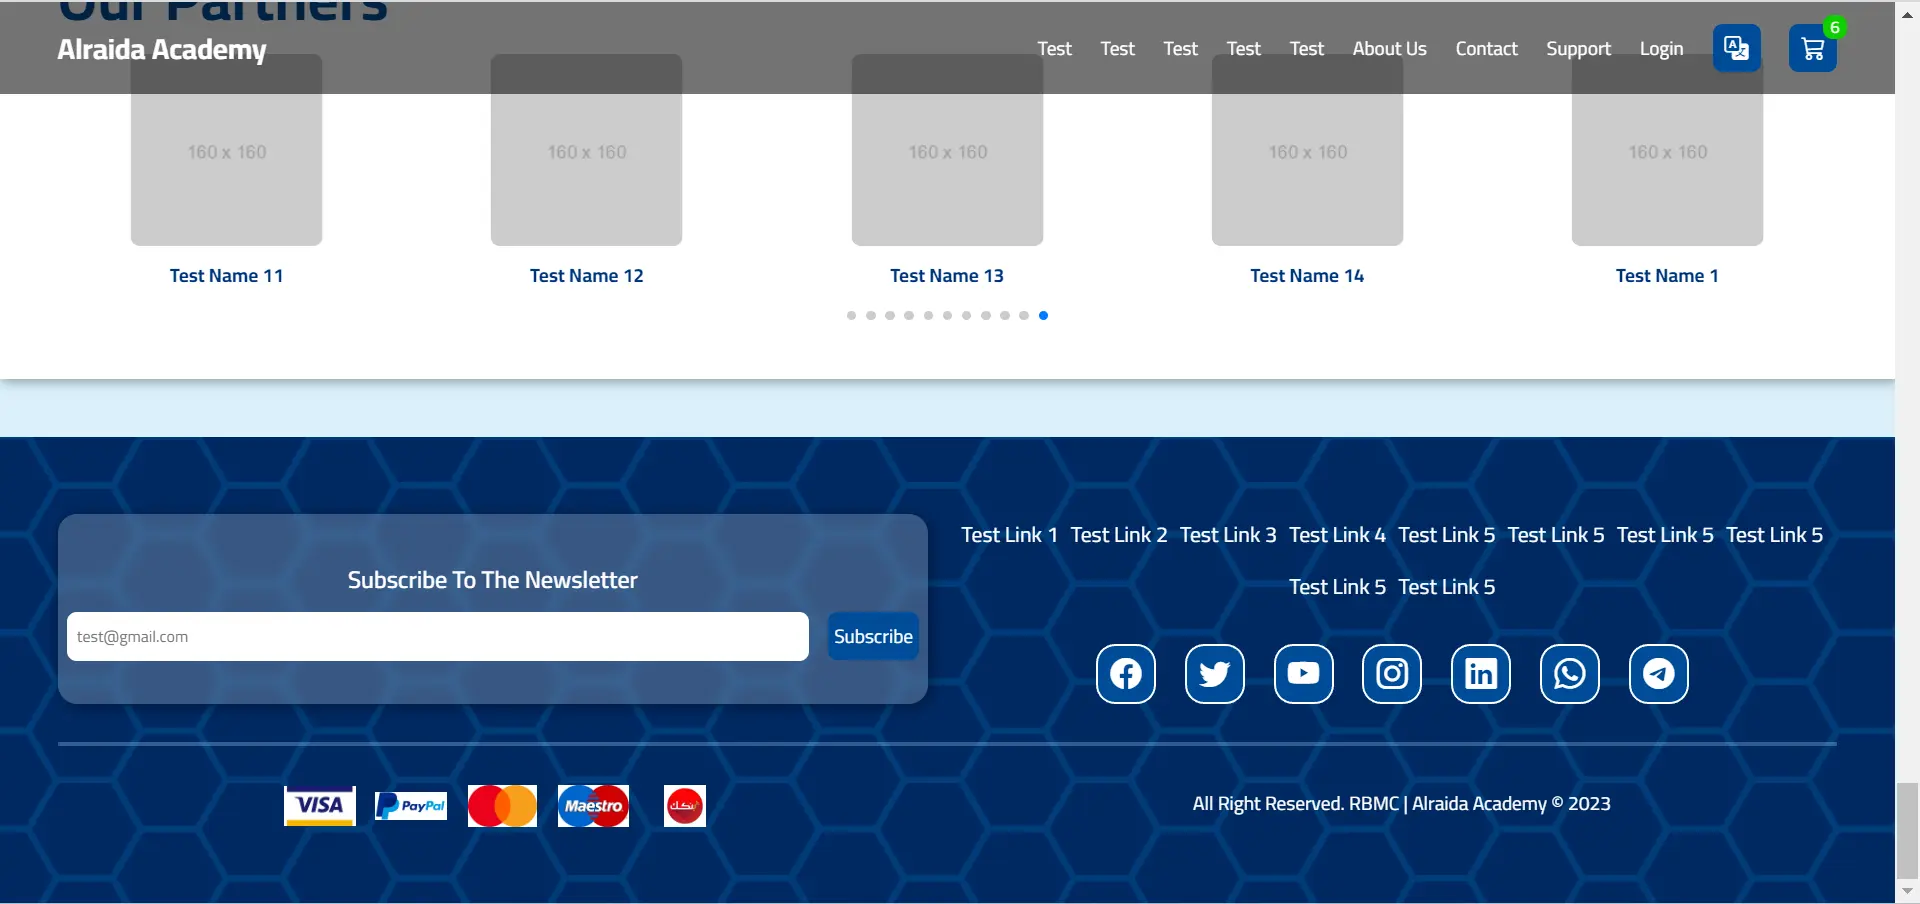 Our Partners
Alraida Academy
Test Test Test Test Test About Us Contact Support Login 6
160 x 160 160 x 160 160 x 160 160 x 160 160 x 160
Test Name 11 Test Name 12 Test Name 13 Test Name 14 Test Name 1
Subscribe To The Newsletter
test@gmail.com
Subscribe
Test Link 1 Test Link 2 Test Link 3 Test Link 4 Test Link 5 Test Link 5 Test Link 5 Test Link 5
Test Link 5 Test Link 5
VISA PayPal Maestro
All Right Reserved. RBMC | Alraida Academy © 2023